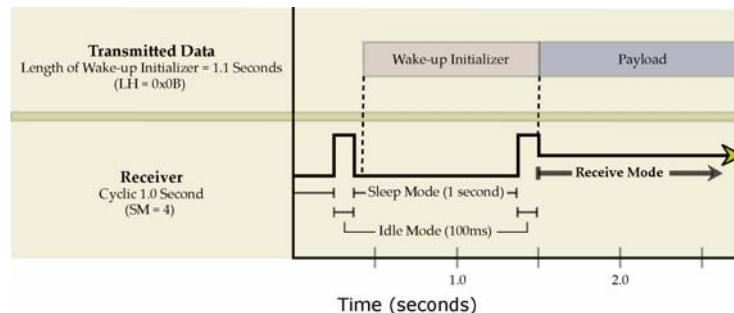 Transmitted Data
Length of Wake-up Initializer = 1.1 Seconds
(LH = 0x0B)
Wake-up Initializer
Payload
Receiver
Cyclic 1.0 Second
(SM = 4)
Sleep Mode (1 second)
Receive Mode
Idle Mode (100ms)
1.0
2.0
Time (seconds)